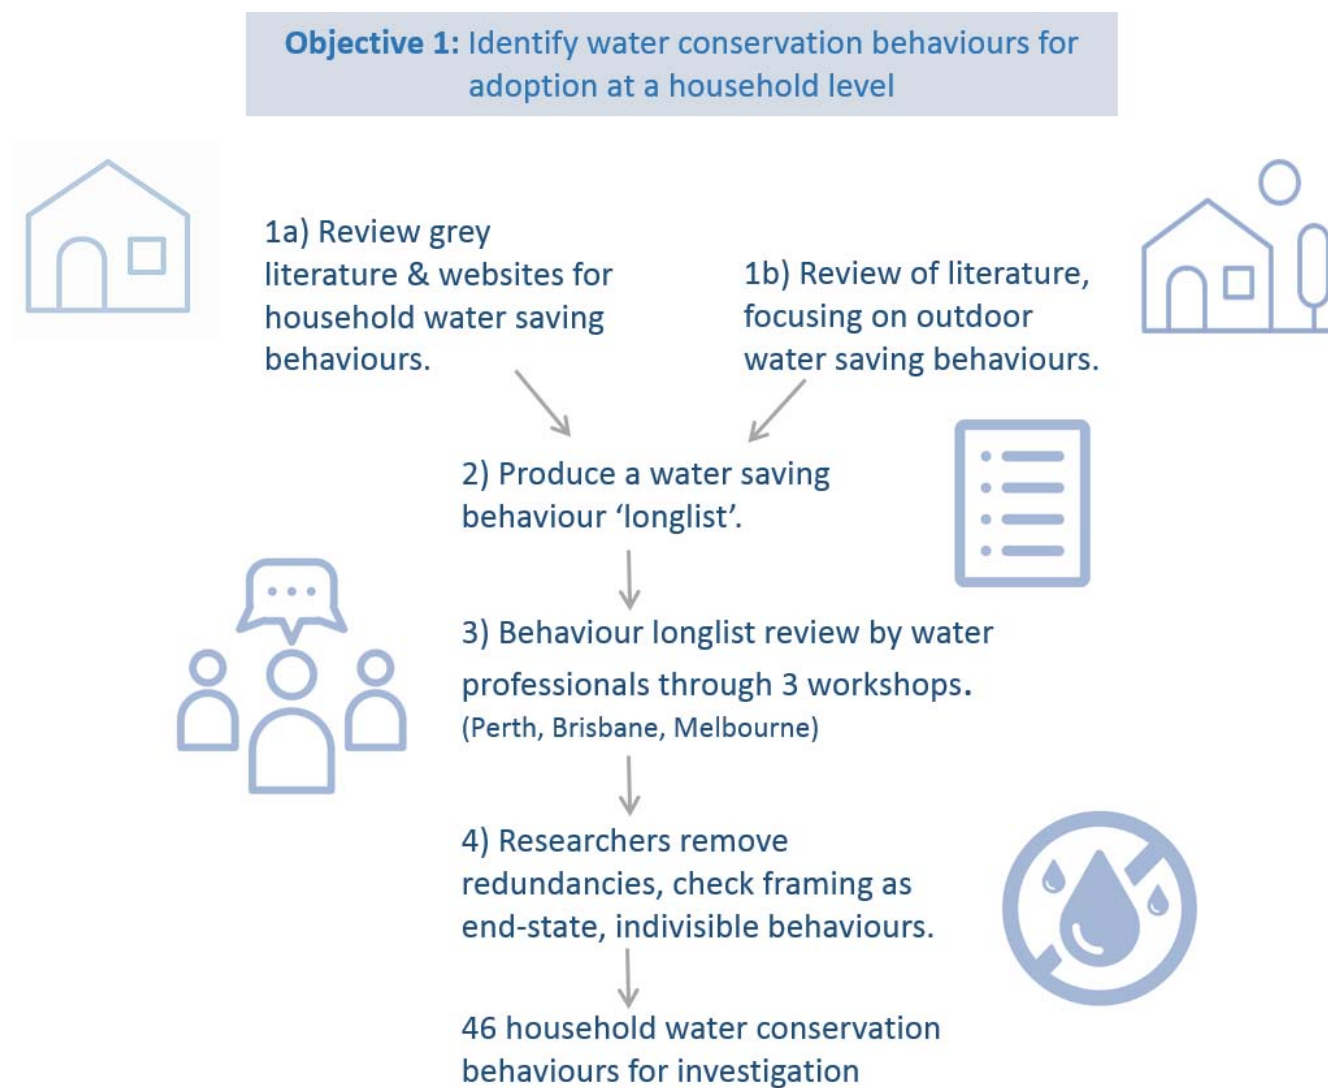 Objective 1: Identify water conservation behaviours for
adoption at a household level
1a) Review grey
literature & websites for
household water saving
behaviours.
1b) Review of literature,
focusing on outdoor
water saving behaviours.
2) Produce a water saving
behaviour ‘longlist’.
3) Behaviour longlist review by water
professionals through 3 workshops.
(Perth, Brisbane, Melbourne)
4) Researchers remove
redundancies, check framing as
end-state, indivisible behaviours.
46 household water conservation
behaviours for investigation